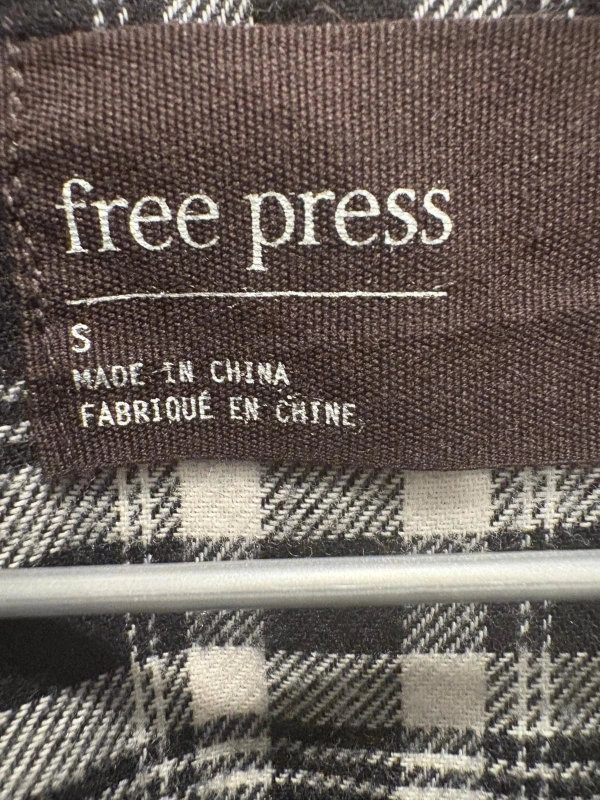 free press
S
MADE IN CHINA
FABRIQUÉ EN CHINE